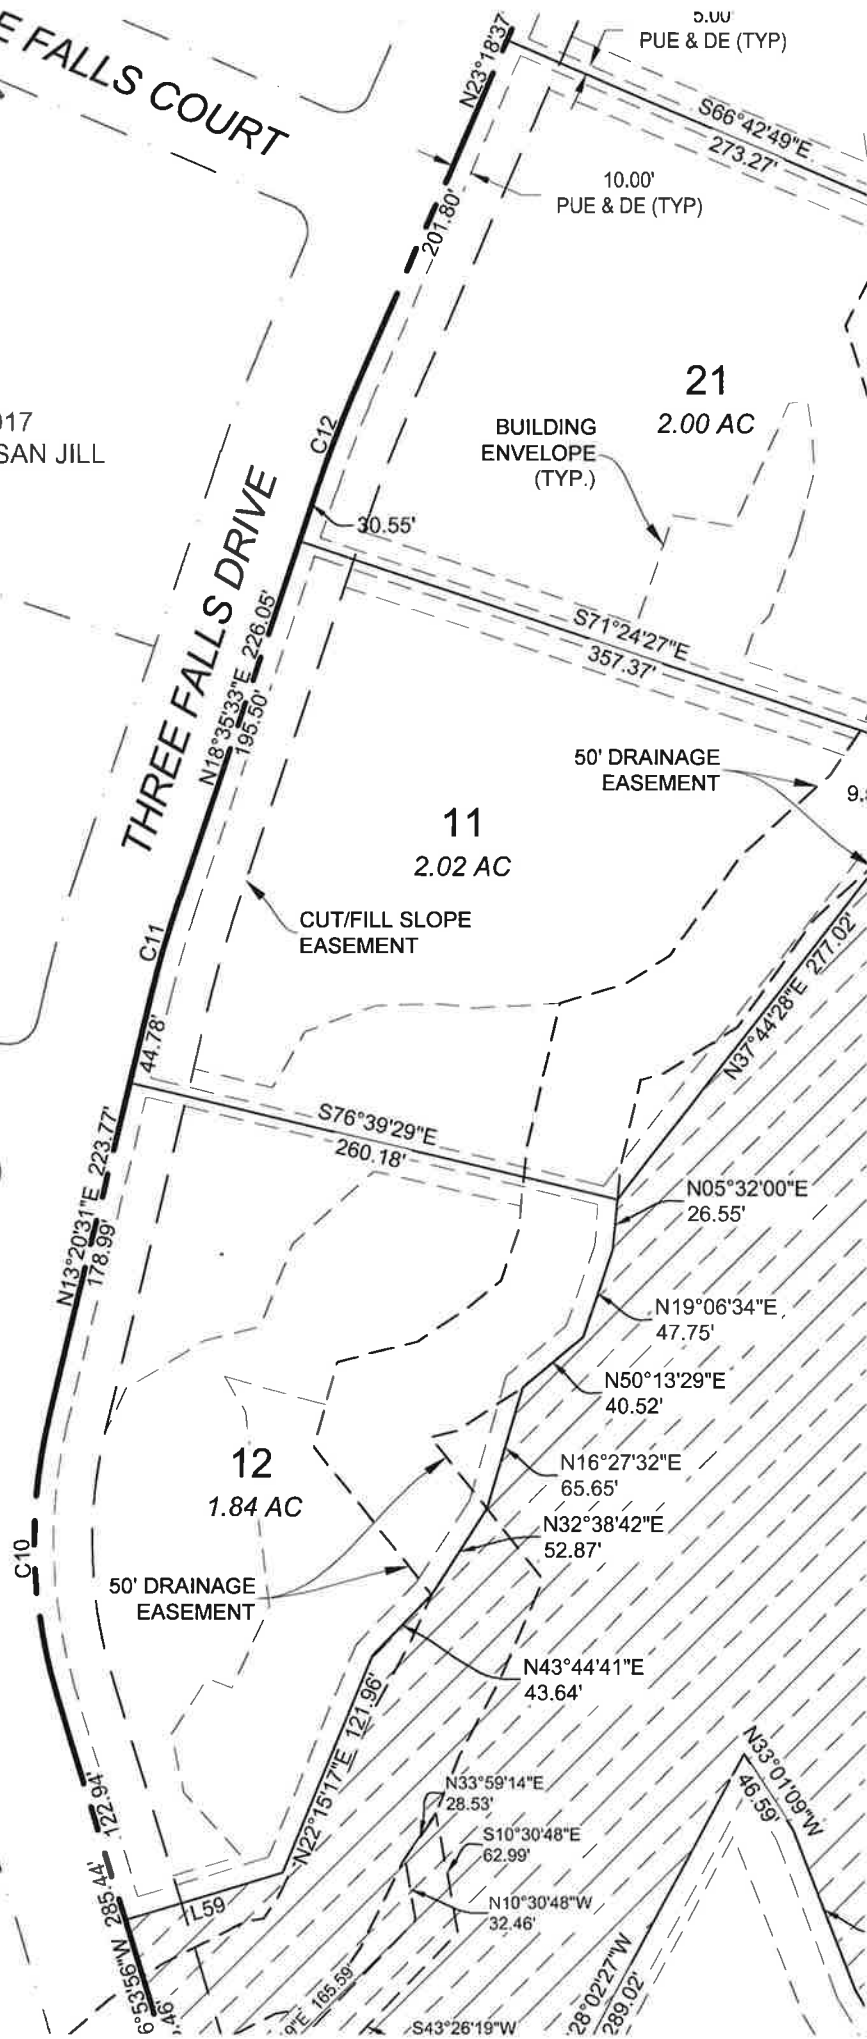 5.00'
PUE & DE (TYP)
E FALLS COURT
N23°18'37
S66°42'49"E
273.27'
10.00'
PUE & DE (TYP)
201.80'
21
2.00 AC
BUILDING
ENVELOPE
(TYP.)
C12
SAN JILL
30.55'
THREE FALLS DRIVE
N18°35'33"E 226.05'
195.50'
S71°24'27"E
357.37'
50' DRAINAGE
EASEMENT
11
2.02 AC
CUT/FILL SLOPE
EASEMENT
C11
44.78'
N37°44'28"E 277.02'
S76°39'29"E
260.18'
N13°20'31"E 223.77'
178.99'
N05°32'00"E
26.55'
N19°06'34"E
47.75'
N50°13'29"E
40.52'
12
1.84 AC
N16°27'32"E
65.65'
N32°38'42"E
52.87'
C10
50' DRAINAGE
EASEMENT
N43°44'41"E
43.64'
N22°15'17"E 121.96'
N33°59'14"E
28.53'
S10°30'48"E
62.99'
N10°30'48"W
32.46'
N33°01'09"W
46.59'
122.94'
285.44'
6°53'56"W
L59
9"E 165.59'
S43°26'19"W
28°02'27"W
289.02'